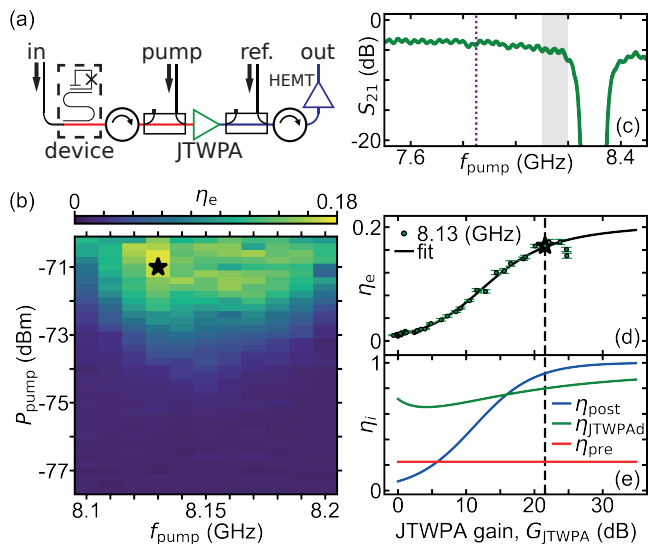 (a)
in
pump
ref.
out
HEMT
device
JTWPA
0
S21 (dB)
-20
7.6
fpump (GHz)
8.4
(c)
(b)
0
ηe
0.18
Ppump (dBm)
-71
-73
-75
-77
8.1
8.15
8.2
fpump (GHz)
0.2
ηe
0
8.13 (GHz)
fit
(d)
1
ηi
0
ηpost
ηJTWPAd
ηpre
(e)
0
10
20
30
JTWPA gain, GJTWPA (dB)